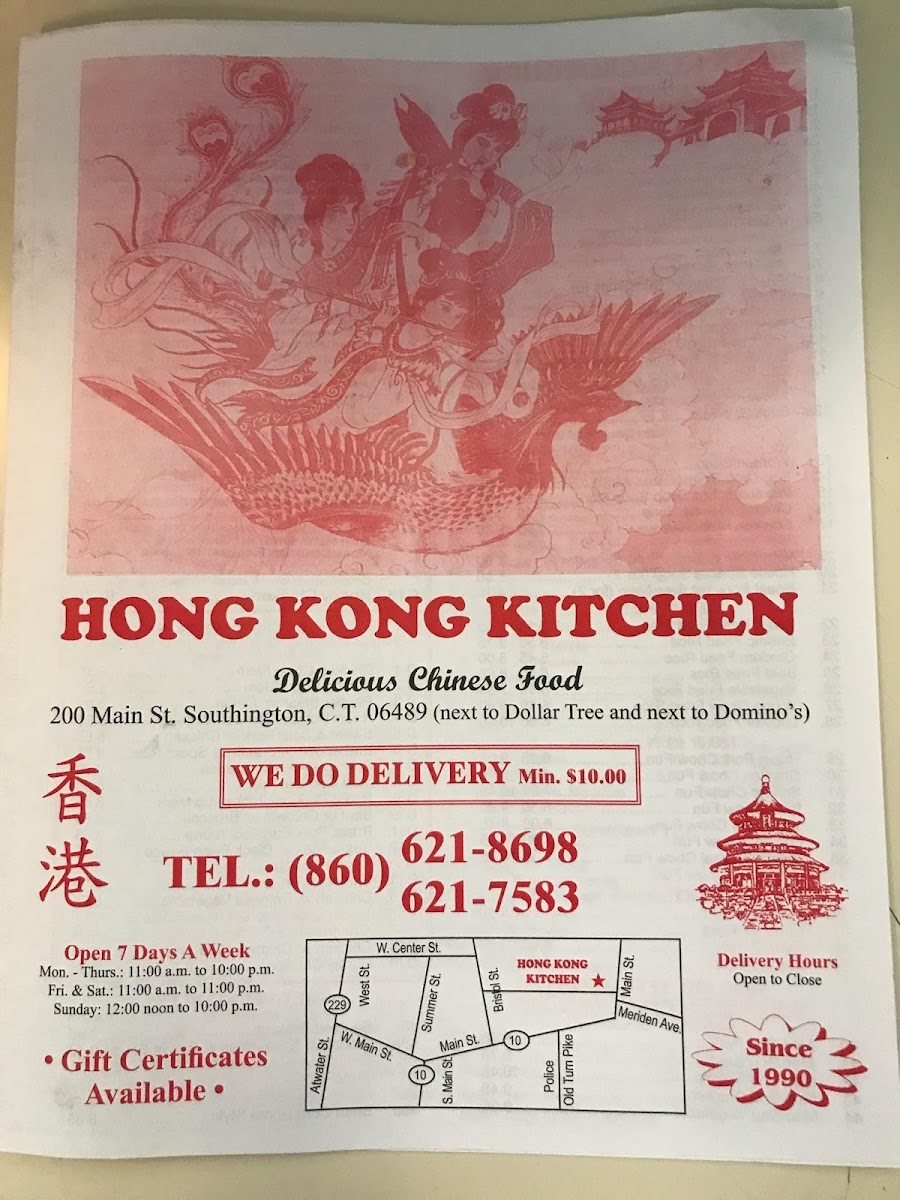 HONG KONG KITCHEN
Delicious Chinese Food
200 Main St. Southington, C.T. 06489 (next to Dollar Tree and next to Domino's)
香港
WE DO DELIVERY Min. $10.00
TEL.: (860) 621-8698
621-7583
Open 7 Days A Week
Mon. - Thurs.: 11:00 a.m. to 10:00 p.m.
Fri. & Sat.: 11:00 a.m. to 11:00 p.m.
Sunday: 12:00 noon to 10:00 p.m.
• Gift Certificates
Available •
W. Center St.
West St.
229
Atwater St.
W. Main St.
Summer St.
10
S. Main St.
Main St.
Bristol St.
10
HONG KONG
KITCHEN
Main St.
Meriden Ave.
Police
Old Turn Pike
Delivery Hours
Open to Close
Since
1990